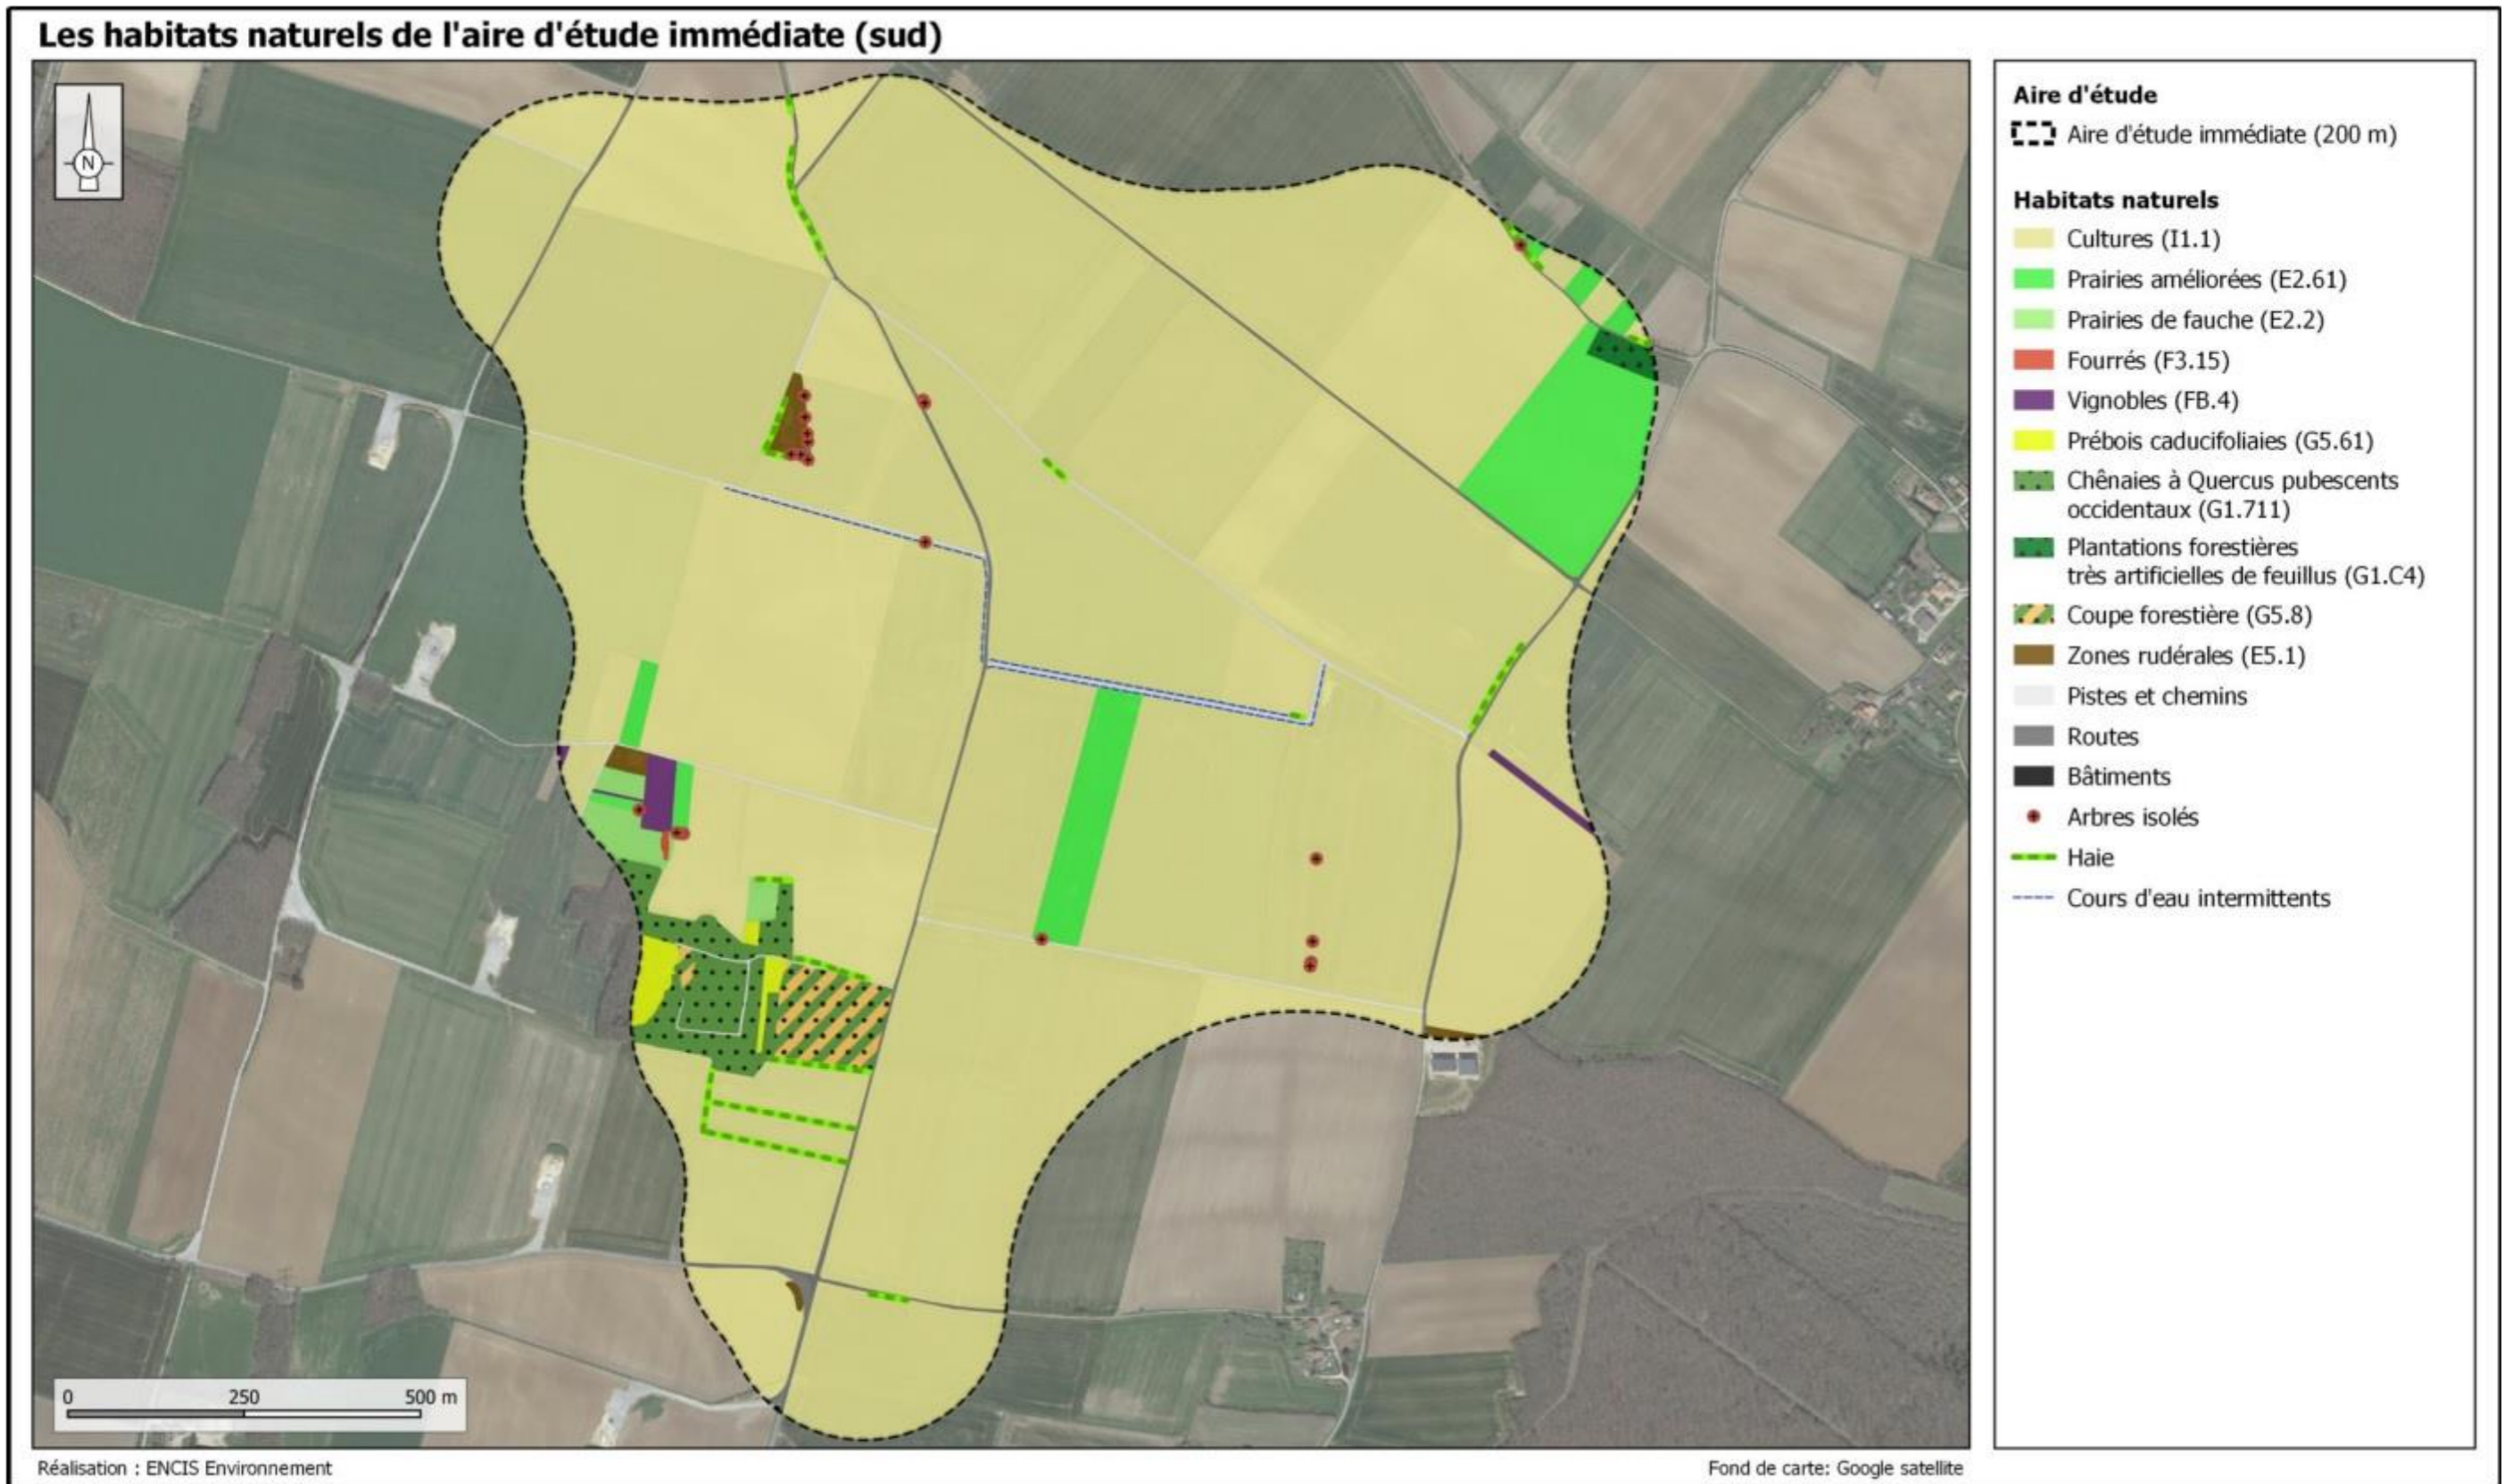 Les habitats naturels de l'aire d'étude immédiate (sud)
N
0 250 500 m
Réalisation : ENCIS Environnement
Fond de carte: Google satellite
Aire d'étude
Aire d'étude immédiate (200 m)
Habitats naturels
Cultures (I1.1)
Prairies améliorées (E2.61)
Prairies de fauche (E2.2)
Fourrés (F3.15)
Vignobles (FB.4)
Prébois caducifoliaies (G5.61)
Chênaies à Quercus pubescents
occidentaux (G1.711)
Plantations forestières
très artificielles de feuillus (G1.C4)
Coupe forestière (G5.8)
Zones rudérales (E5.1)
Pistes et chemins
Routes
Bâtiments
Arbres isolés
Haie
Cours d'eau intermittents